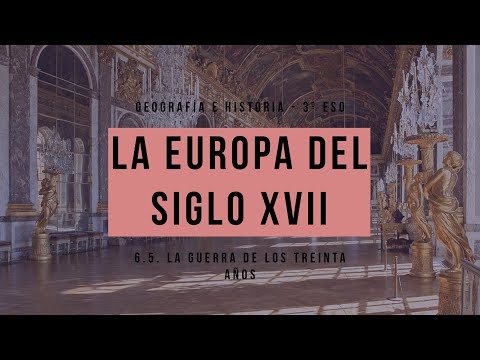 GEOGRAFÍA E HISTORIA - 3º ESO
LA EUROPA DEL
SIGLO XVII
6.5. LA GUERRA DE LOS TREINTA
AÑOS